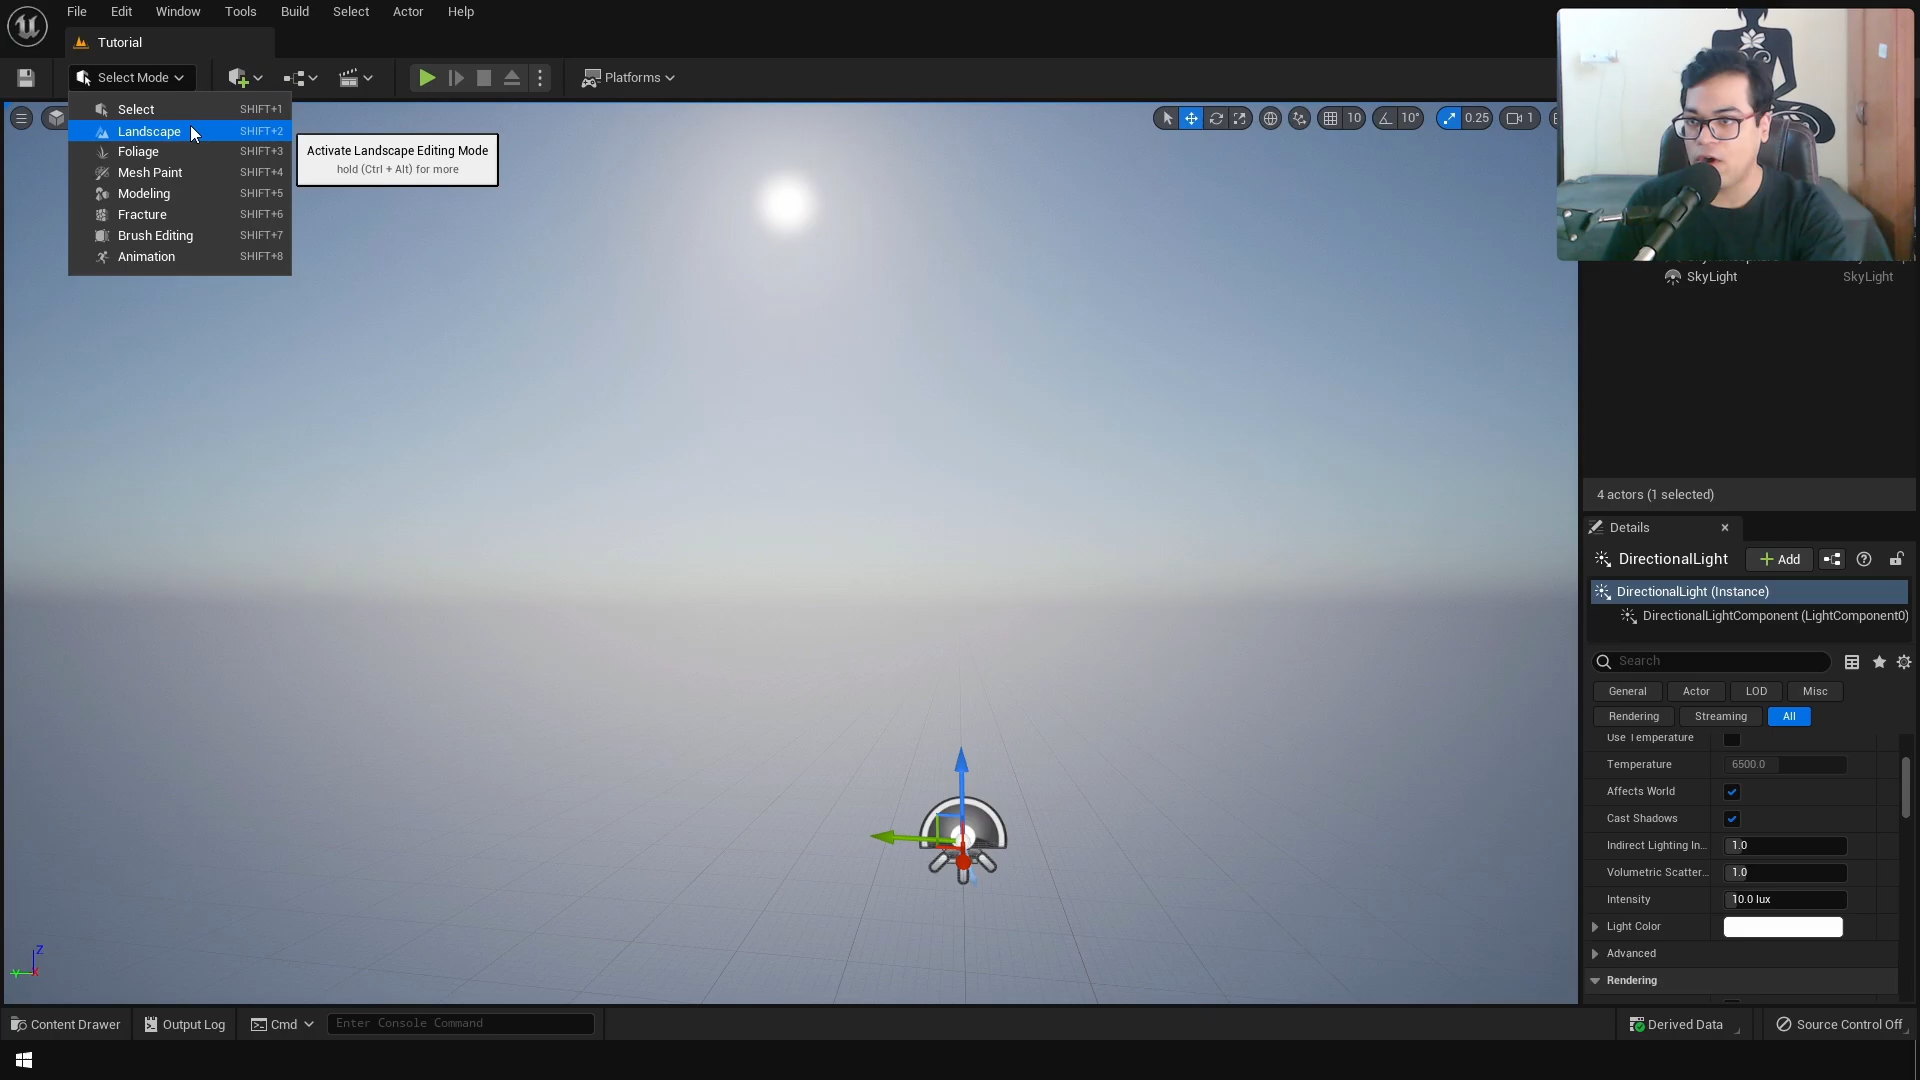 File Edit Window Tools Build Select Actor Help
Tutorial
Select Mode
Platforms
Select SHIFT+1
Landscape SHIFT+2
Foliage SHIFT+3
Mesh Paint SHIFT+4
Modeling SHIFT+5
Fracture SHIFT+6
Brush Editing SHIFT+7
Animation SHIFT+8
Activate Landscape Editing Mode
hold (Ctrl + Alt) for more
10 10° 0.25 1
SkyLight SkyLight
4 actors (1 selected)
Details
DirectionalLight Add
DirectionalLight (Instance)
DirectionalLightComponent (LightComponent0)
Search
General Actor LOD Misc
Rendering Streaming All
Use Temperature
Temperature 6500.0
Affects World
Cast Shadows
Indirect Lighting In... 1.0
Volumetric Scatter... 1.0
Intensity 10.0 lux
Light Color
Advanced
Rendering
Z
Y X
Content Drawer Output Log Cmd Enter Console Command Derived Data Source Control Off